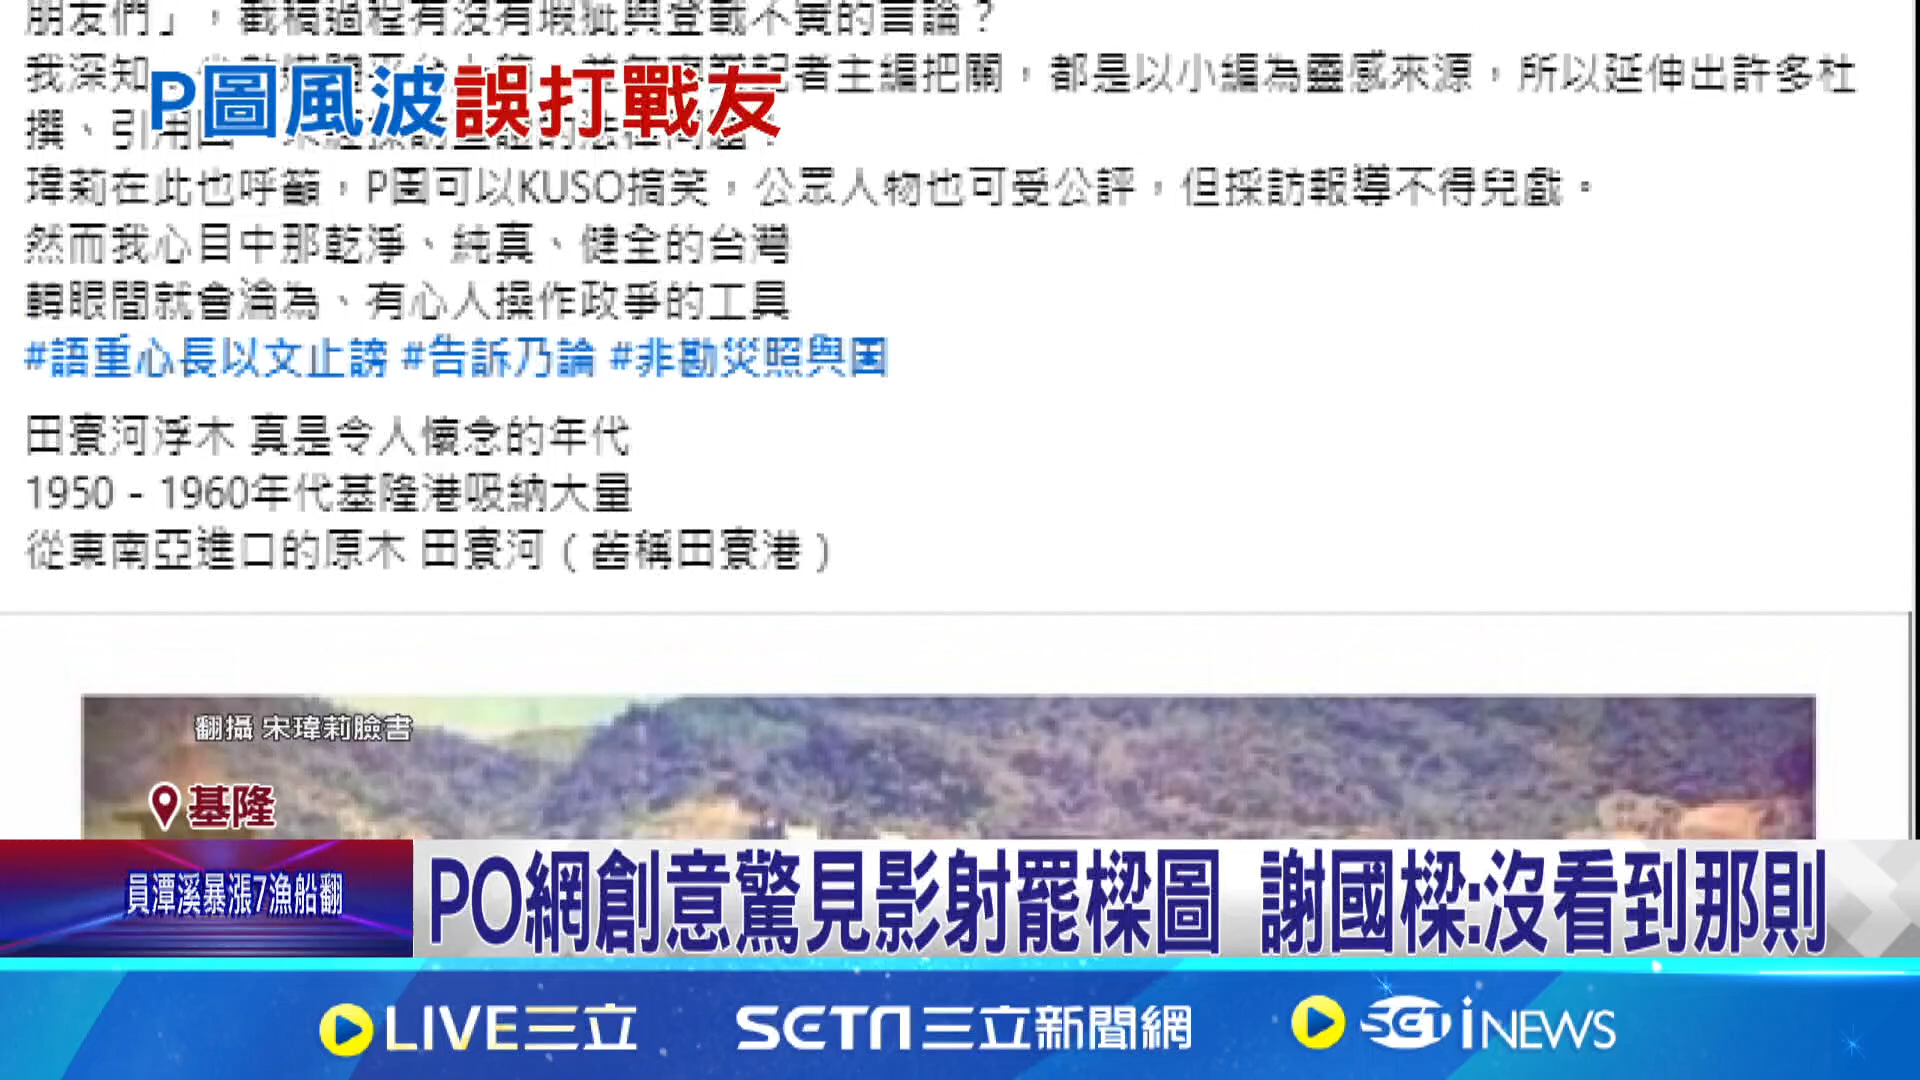 朋友們」，截稿過程有沒有瑕疵與登載不實的言論？
我深知
記者主編把關，都是以小編為靈感來源，所以延伸出許多杜
P圖風波誤打戰友
撰、引用
瑋莉在此也呼籲，P圖可以KUSO搞笑，公眾人物也可受公評，但採訪報導不得兒戲。
然而我心目中那乾淨、純真、健全的台灣
轉眼間就會淪為、有心人操作政爭的工具
#語重心長以文止謗 #告訴乃論 #非勘災照與圖
田寮河浮木 真是令人懷念的年代
1950 - 1960年代基隆港吸納大量
從東南亞進口的原木 田寮河（舊稱田寮港）
翻攝 宋瑋莉臉書
基隆
員潭溪暴漲7漁船翻
PO網創意驚見影射罷樑圖 謝國樑:沒看到那則
LIVE三立
SETN三立新聞網
SETiNEWS